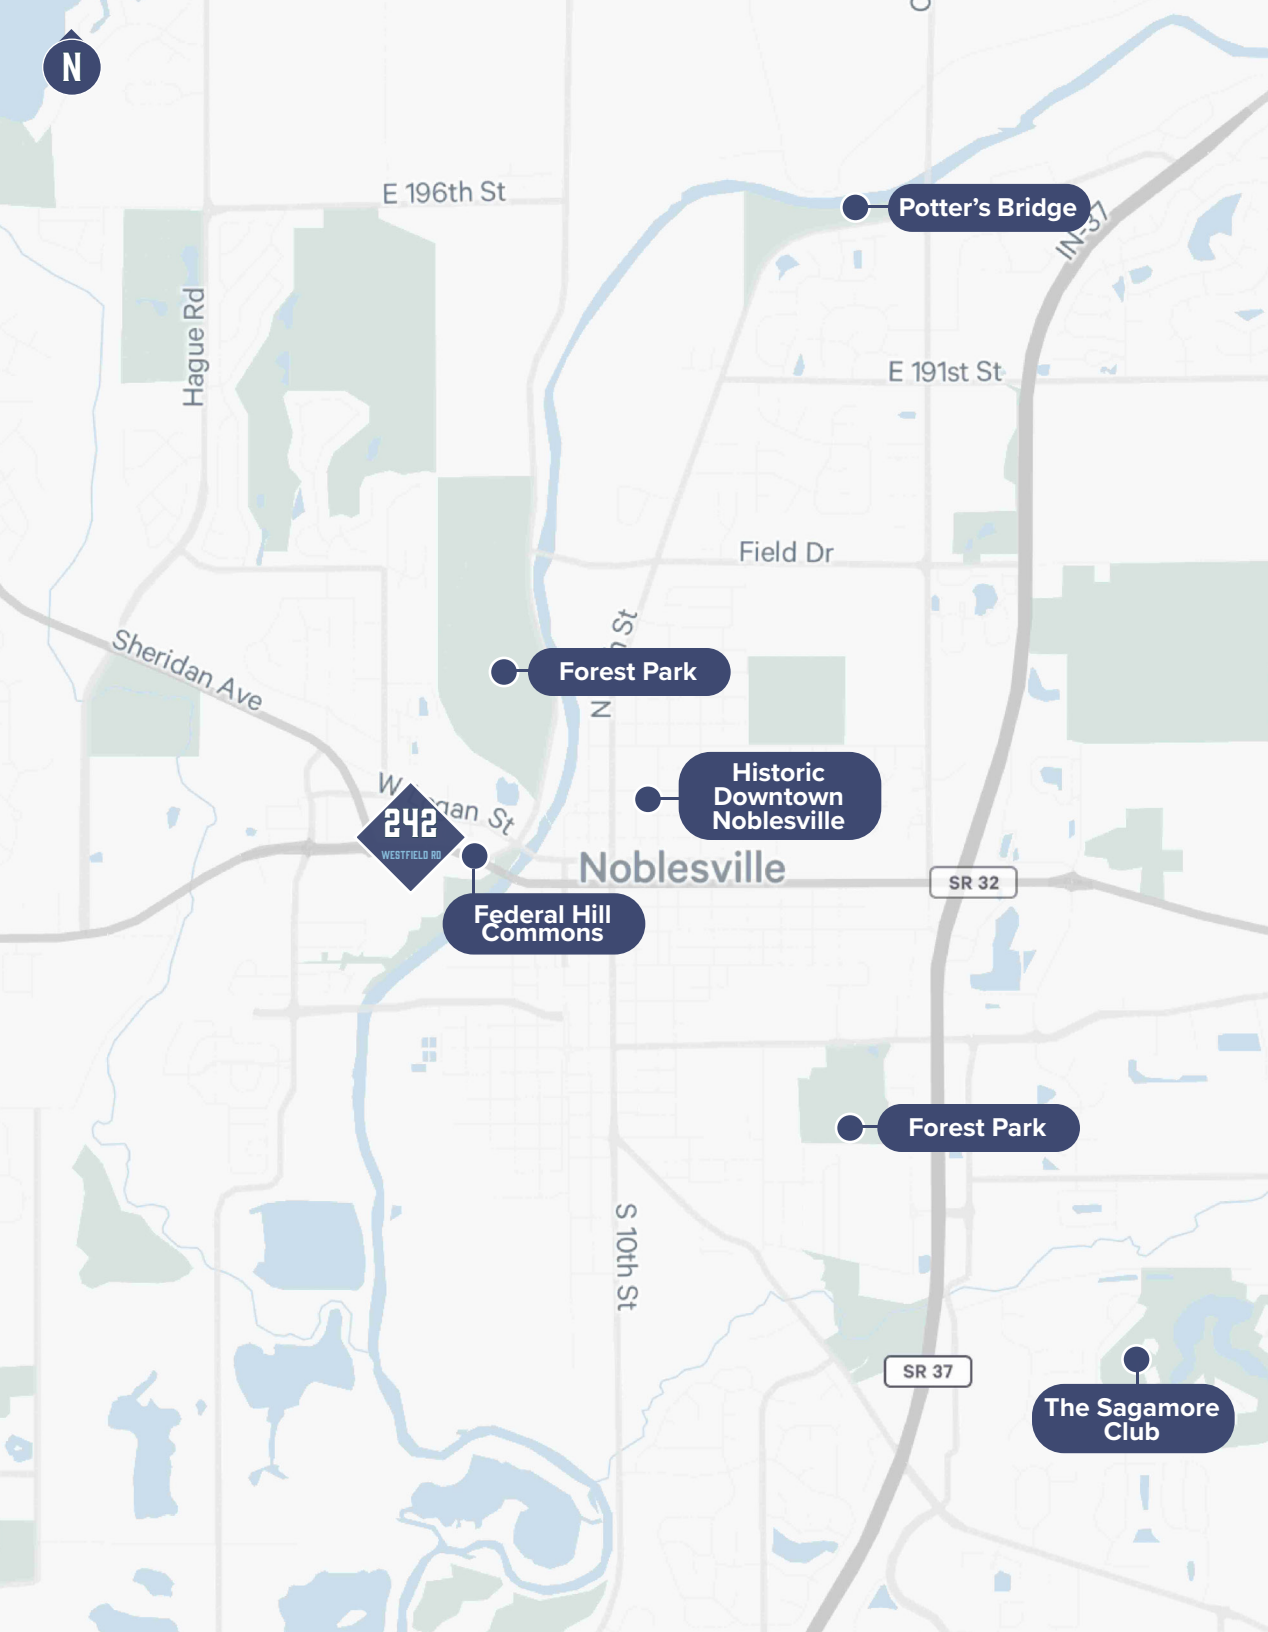 N
E 196th St
Potter's Bridge
IN-37
Hague Rd
E 191st St
Field Dr
Sheridan Ave
St
Forest Park
N
Historic
Downtown
Noblesville
W
gan St
242
WESTFIELD RD
Noblesville
SR 32
Federal Hill
Commons
Forest Park
S 10th St
SR 37
The Sagamore
Club